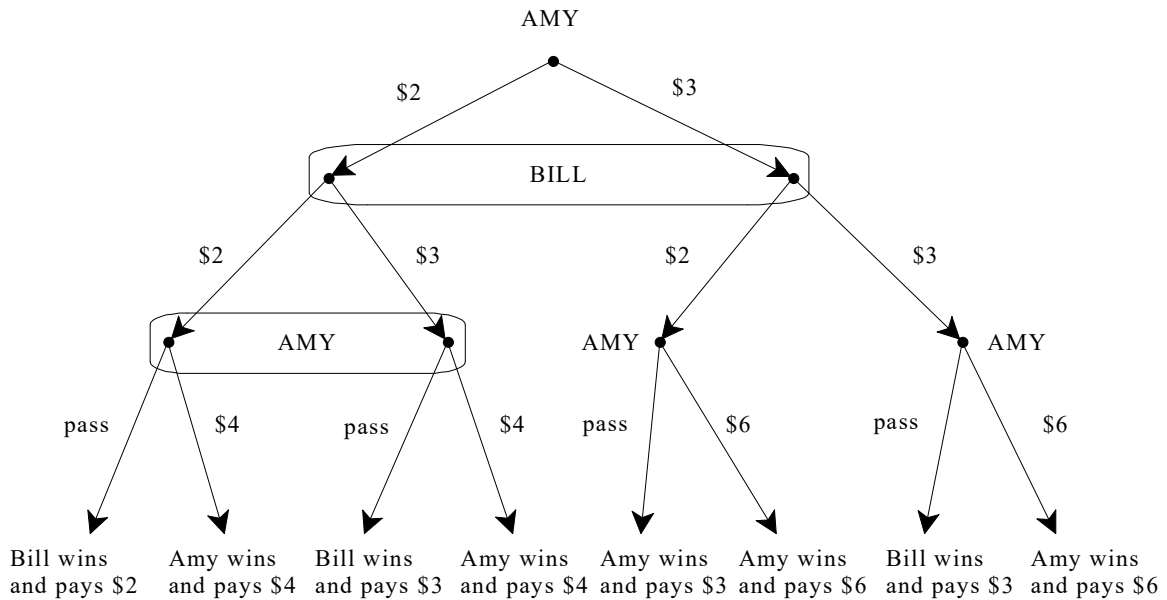 AMY
$2 $3
BILL
$2 $3 $2 $3
AMY AMY AMY
pass $4 pass $4 pass $6 pass $6
Bill wins Amy wins Bill wins Amy wins Amy wins Amy wins Bill wins Amy wins
and pays $2 and pays $4 and pays $3 and pays $4 and pays $3 and pays $6 and pays $3 and pays $6